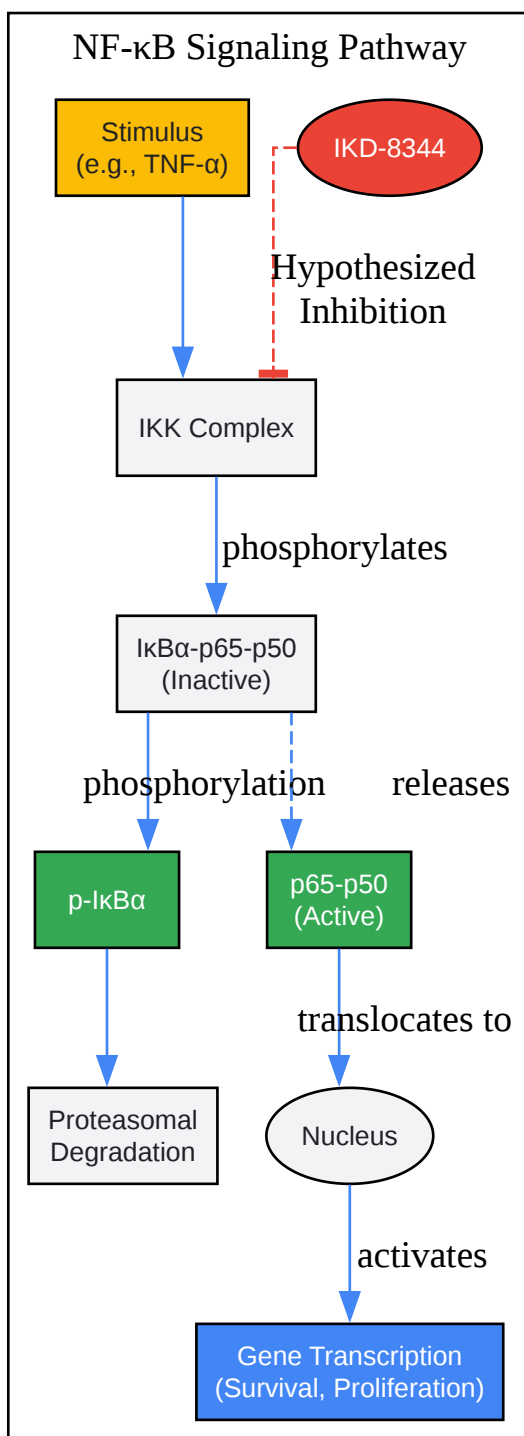 NF-κB Signaling Pathway
Stimulus
(e.g., TNF-α)
IKD-8344
Hypothesized
Inhibition
IKK Complex
phosphorylates
IκBα-p65-p50
(Inactive)
phosphorylation
releases
p-IκBα
p65-p50
(Active)
translocates to
Proteasomal
Degradation
Nucleus
activates
Gene Transcription
(Survival, Proliferation)